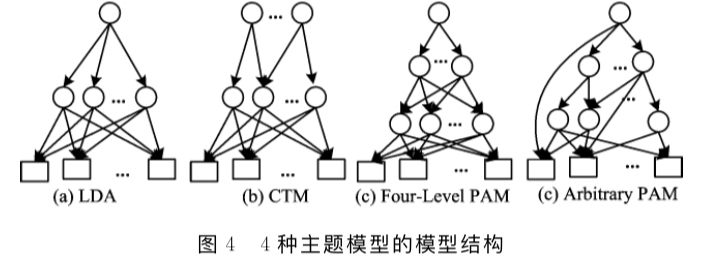 (a) LDA
(b) CTM
(c) Four-Level PAM
(c) Arbitrary PAM
图 4 4 种主题模型的模型结构